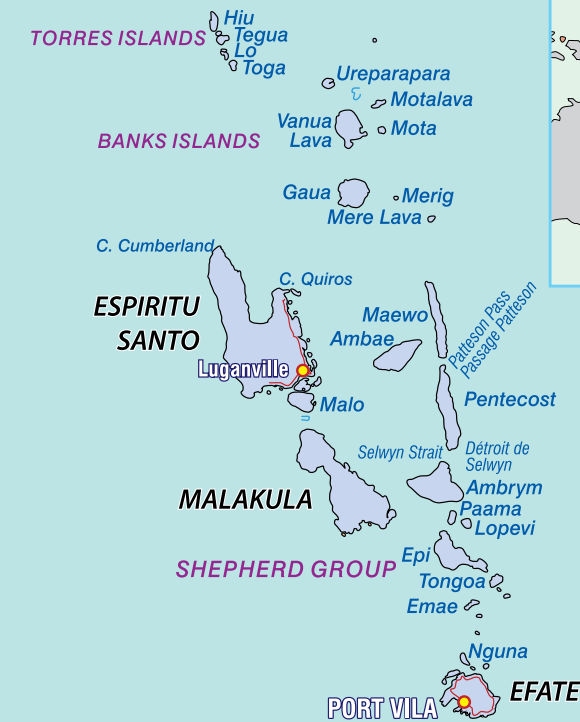 Hiu
TORRES ISLANDS
Tegua
Lo
Toga
Ureparapara
Motalava
Vanua
Lava
Mota
BANKS ISLANDS
Gaua
Merig
Mere Lava
C. Cumberland
C. Quiros
ESPIRITU
SANTO
Maewo
Ambae
Patteson Pass
Passage Patteson
Luganville
Malo
Pentecost
Selwyn Strait
Détroit de
Selwyn
MALAKULA
Ambrym
Paama
Lopevi
Epi
SHEPHERD GROUP
Tongoa
Emae
Nguna
EFATE
PORT VILA